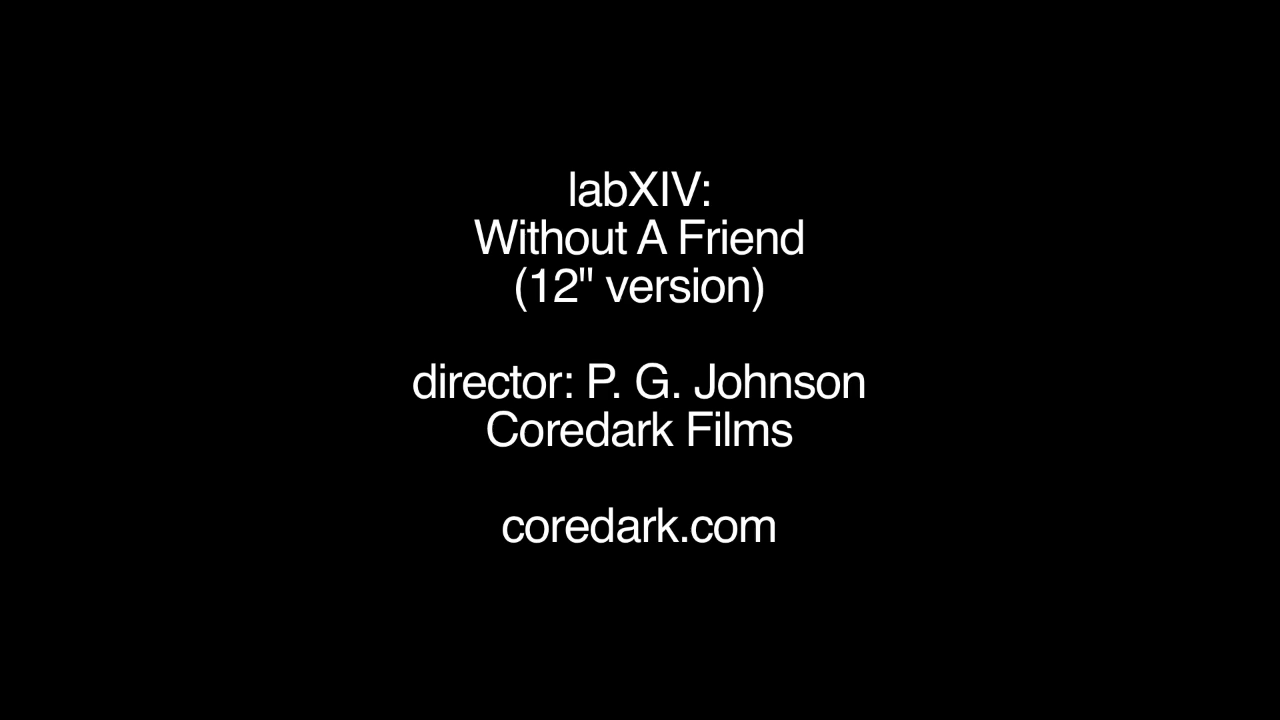 labXIV:
Without A Friend
(12" version)
director: P. G. Johnson
Coredark Films
coredark.com